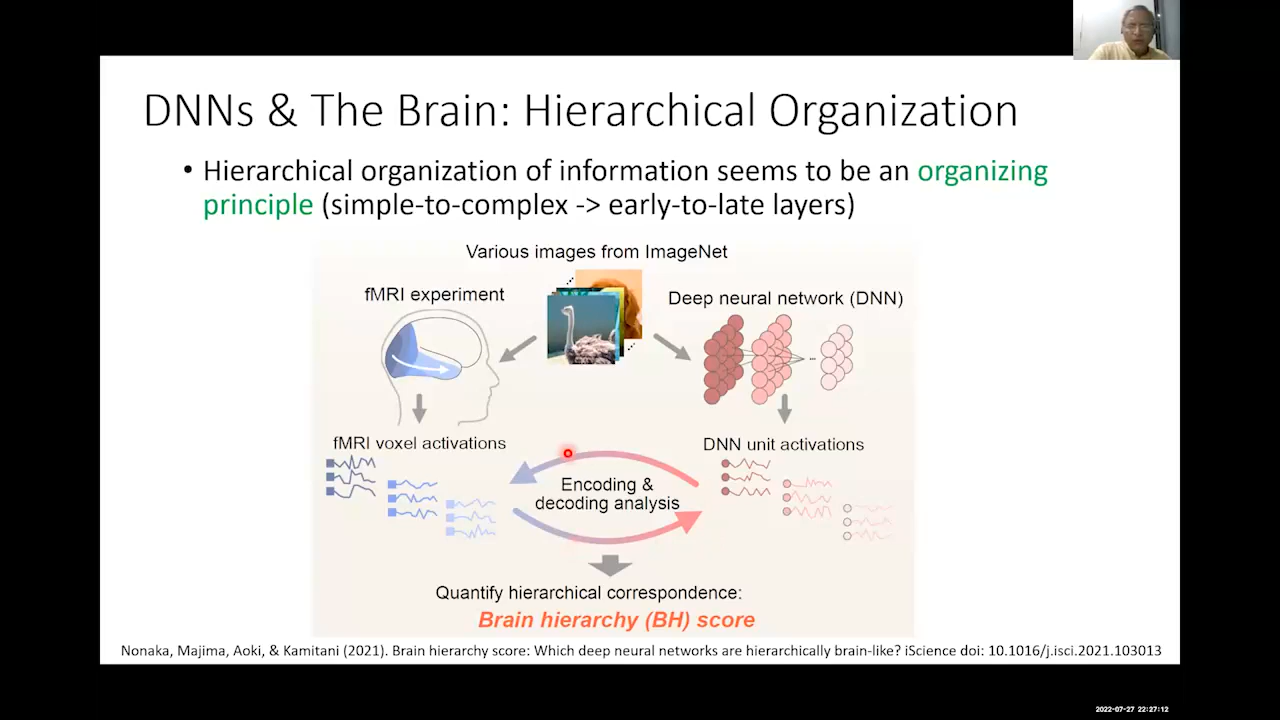 DNNs & The Brain: Hierarchical Organization
• Hierarchical organization of information seems to be an organizing
principle (simple-to-complex -> early-to-late layers)
Various images from ImageNet
fMRI experiment
Deep neural network (DNN)
...
fMRI voxel activations
DNN unit activations
Encoding &
decoding analysis
Quantify hierarchical correspondence:
Brain hierarchy (BH) score
Nonaka, Majima, Aoki, & Kamitani (2021). Brain hierarchy score: Which deep neural networks are hierarchically brain-like? iScience doi: 10.1016/j.isci.2021.103013
2022-07-27 22:27:12